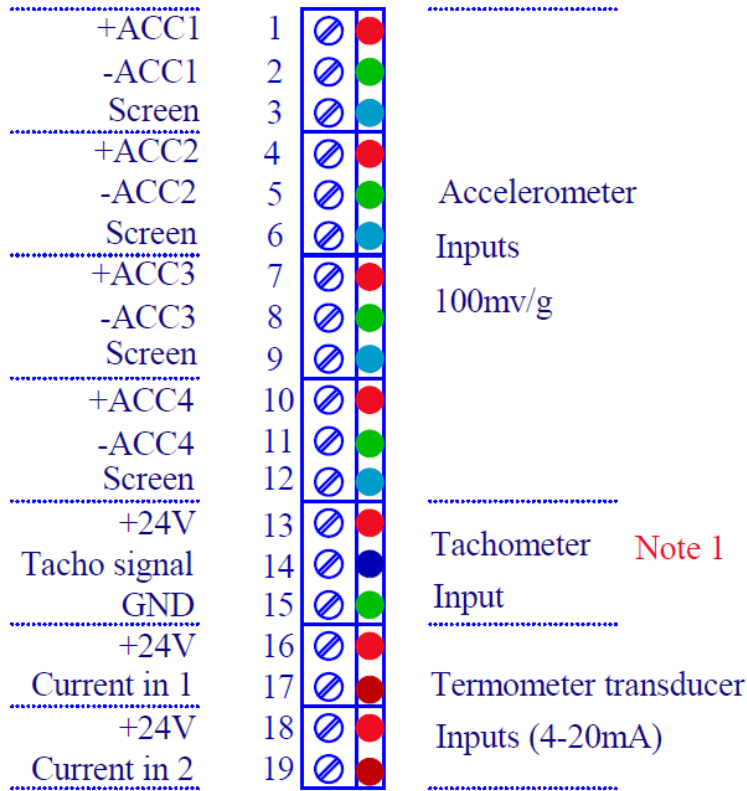 +ACC1 1
-ACC1 2
Screen 3
+ACC2 4
-ACC2 5
Screen 6
+ACC3 7
-ACC3 8
Screen 9
+ACC4 10
-ACC4 11
Screen 12
+24V 13
Tacho signal 14
GND 15
+24V 16
Current in 1 17
+24V 18
Current in 2 19
Accelerometer
Inputs
100mv/g
Tachometer Note 1
Input
Termometer transducer
Inputs (4-20mA)